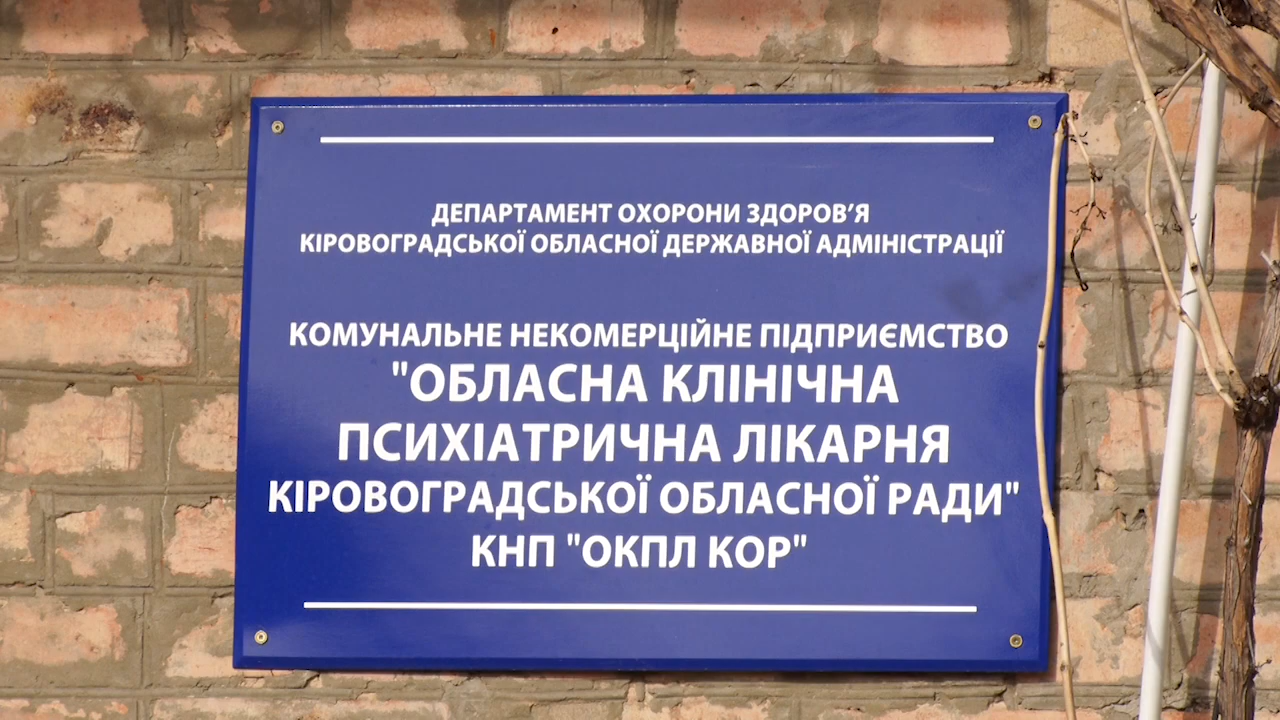 ДЕПАРТАМЕНТ ОХОРОНИ ЗДОРОВ’Я
КІРОВОГРАДСЬКОЇ ОБЛАСНОЇ ДЕРЖАВНОЇ АДМІНІСТРАЦІЇ
КОМУНАЛЬНЕ НЕКОМЕРЦІЙНЕ ПІДПРИЄМСТВО
"ОБЛАСНА КЛІНІЧНА
ПСИХІАТРИЧНА ЛІКАРНЯ
КІРОВОГРАДСЬКОЇ ОБЛАСНОЇ РАДИ"
КНП "ОКПЛ КОР"